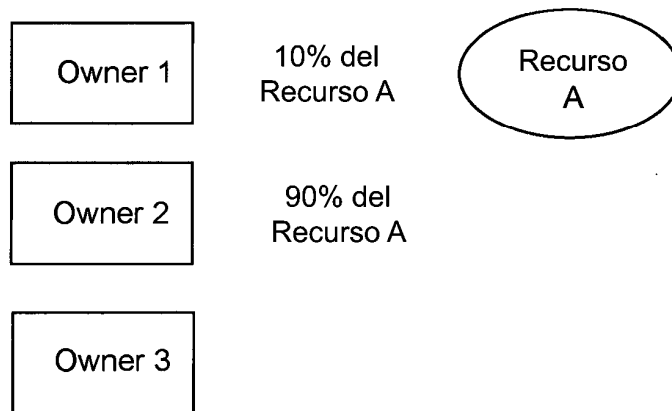 Owner 1
10% del
Recurso A
Recurso
A
Owner 2
90% del
Recurso A
Owner 3